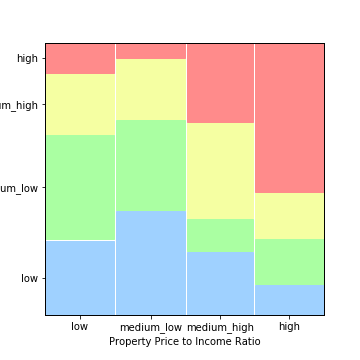 high
um_high
um_low
low
low medium_low medium_high high
Property Price to Income Ratio